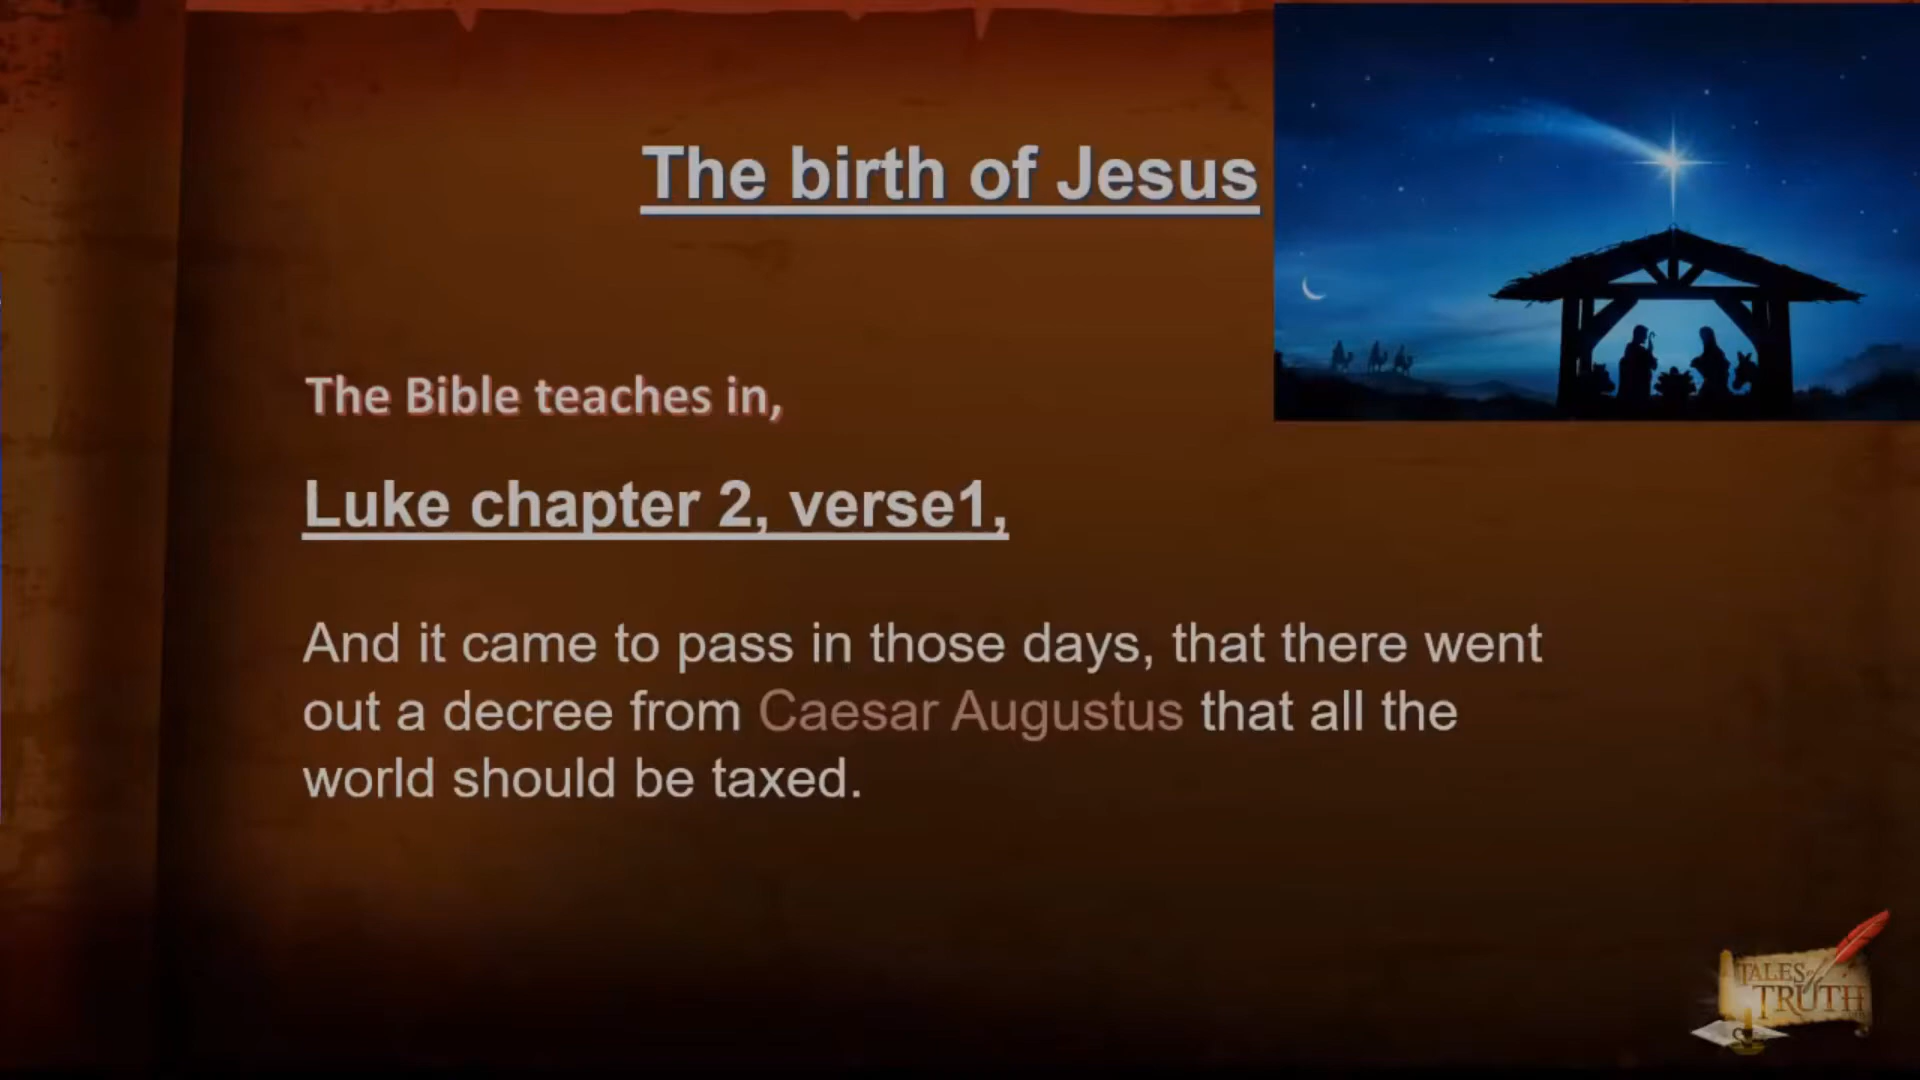 The birth of Jesus
The Bible teaches in,
Luke chapter 2, verse1,
And it came to pass in those days, that there went
out a decree from Caesar Augustus that all the
world should be taxed.
TALES of
TRUTH